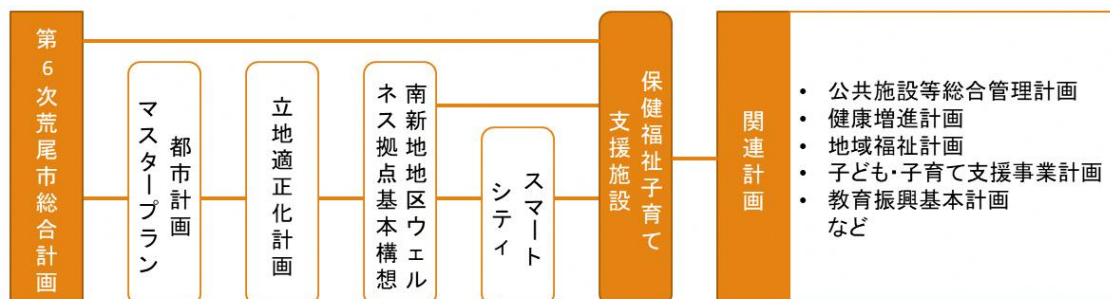 第6次荒尾市総合計画
都市計画
マスタープラン
立地適正化計画
南新地地区ウェル
ネス拠点基本構想
スマート
シティ
保健福祉子育て
支援施設
関連計画
• 公共施設等総合管理計画
• 健康増進計画
• 地域福祉計画
• 子ども・子育て支援事業計画
• 教育振興基本計画
など